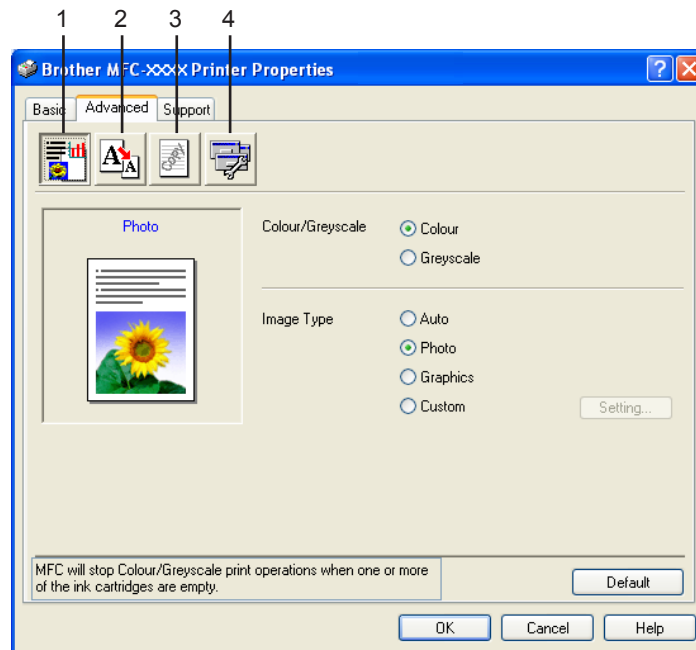 1 2 3 4
Brother MFC-XXXX Printer Properties
Basic Advanced Support
A A COPY
Photo
Colour/Greyscale Colour
Greyscale
Image Type Auto
Photo
Graphics
Custom Setting...
MFC will stop Colour/Greyscale print operations when one or more
of the ink cartridges are empty.
Default
OK Cancel Help